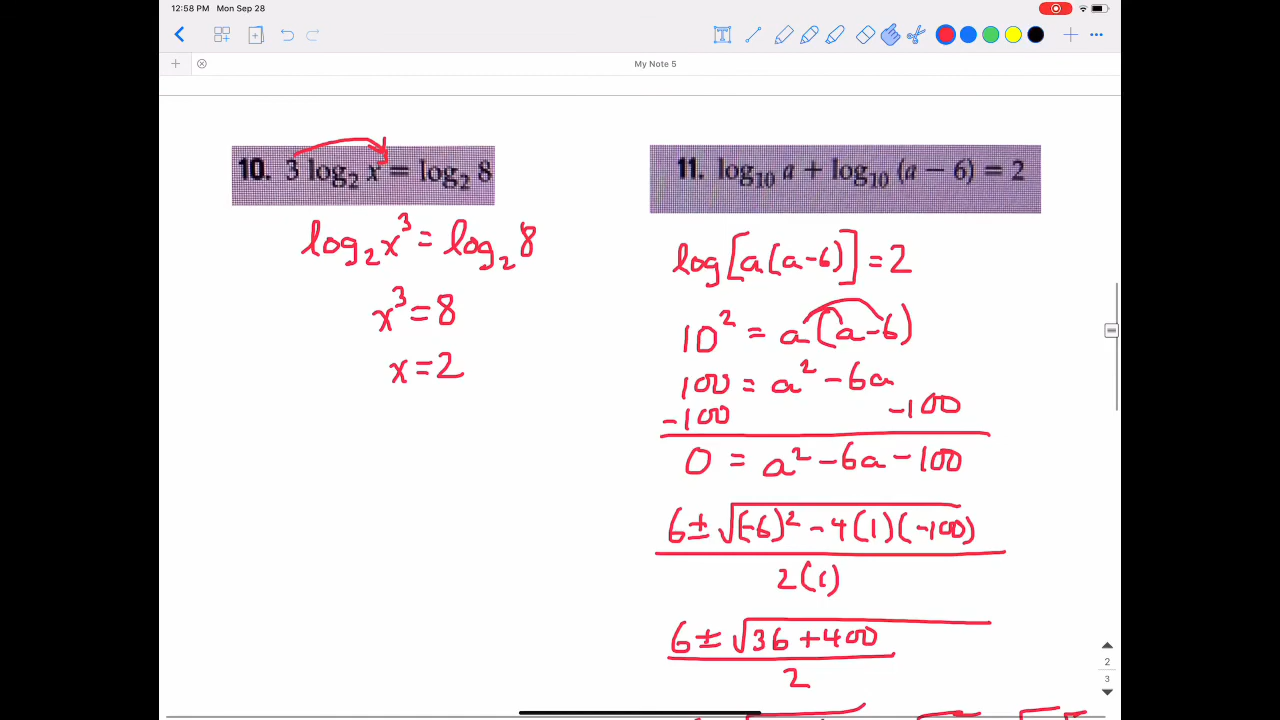 12:58 PM Mon Sep 28
My Note 5
10. 3 log₂ x = log₂ 8
log₂ x³ = log₂ 8
x³ = 8
x = 2
11. log₁₀ a + log₁₀ (a − 6) = 2
log[a(a-6)] = 2
10² = a(a-6)
100 = a² - 6a
-100 -100
0 = a² - 6a - 100
6 ± √(-6)² - 4(1)(-100)
2(1)
6 ± √36 + 400
2
2
3